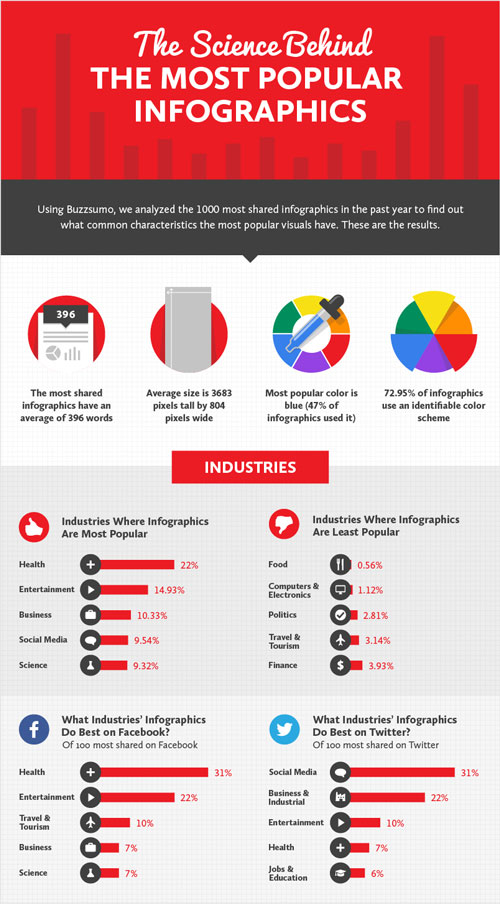 The Science Behind
THE MOST POPULAR
INFOGRAPHICS
Using Buzzsumo, we analyzed the 1000 most shared infographics in the past year to find out
what common characteristics the most popular visuals have. These are the results.
396
The most shared
infographics have an
average of 396 words
Average size is 3683
pixels tall by 804
pixels wide
Most popular color is
blue (47% of
infographics used it)
72.95% of infographics
use an identifiable color
scheme
INDUSTRIES
Industries Where Infographics
Are Most Popular
Health 22%
Entertainment 14.93%
Business 10.33%
Social Media 9.54%
Science 9.32%
Industries Where Infographics
Are Least Popular
Food 0.56%
Computers &
Electronics 1.12%
Politics 2.81%
Travel &
Tourism 3.14%
Finance $ 3.93%
f
What Industries' Infographics
Do Best on Facebook?
Of 100 most shared on Facebook
Health 31%
Entertainment 22%
Travel &
Tourism 10%
Business 7%
Science 7%
What Industries' Infographics
Do Best on Twitter?
Of 100 most shared on Twitter
Social Media 31%
Business &
Industrial 22%
Entertainment 10%
Health 7%
Jobs &
Education 6%